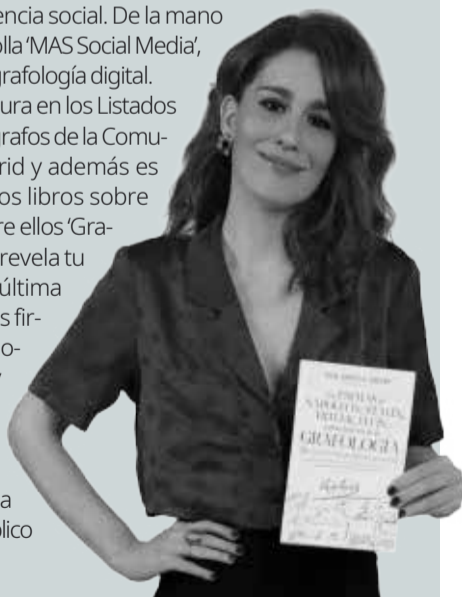 encia social. De la mano
olla ‘MAS Social Media’,
grafología digital.
ura en los Listados
grafos de la Comu-
rid y además es
os libros sobre
re ellos ‘Gra-
revela tu
última
s fir-
o-
a
lico
GRAFOLOGÍA